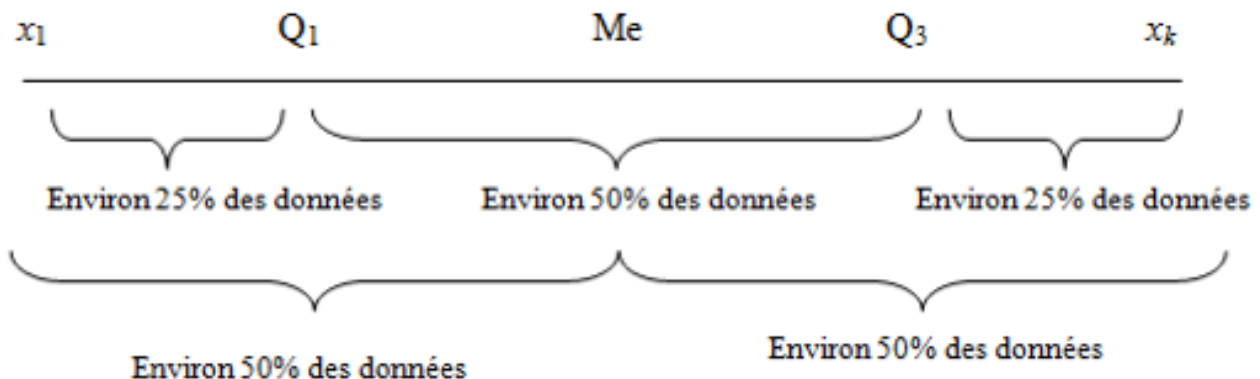 x₁ Q₁ Me Q₃ xₖ
Environ 25% des données Environ 50% des données Environ 25% des données
Environ 50% des données Environ 50% des données